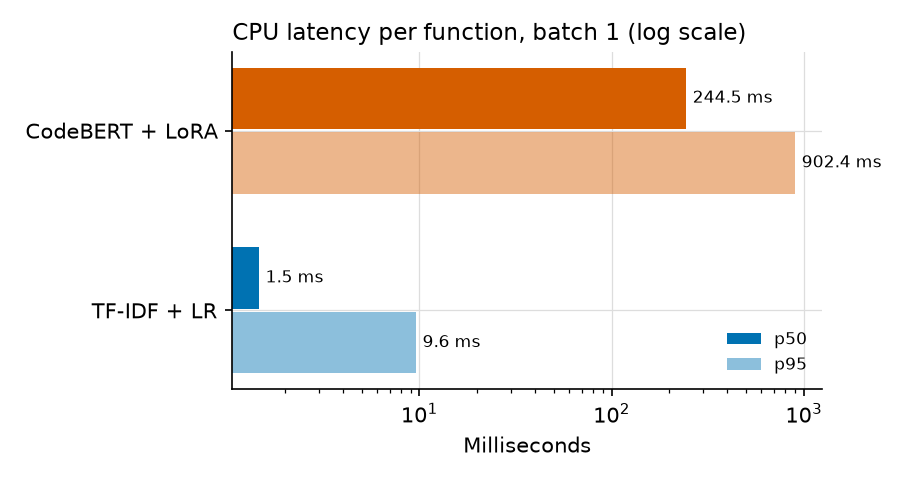 CPU latency per function, batch 1 (log scale)
CodeBERT + LoRA
244.5 ms
902.4 ms
TF-IDF + LR
1.5 ms
9.6 ms
p50
p95
10¹
10²
10³
Milliseconds